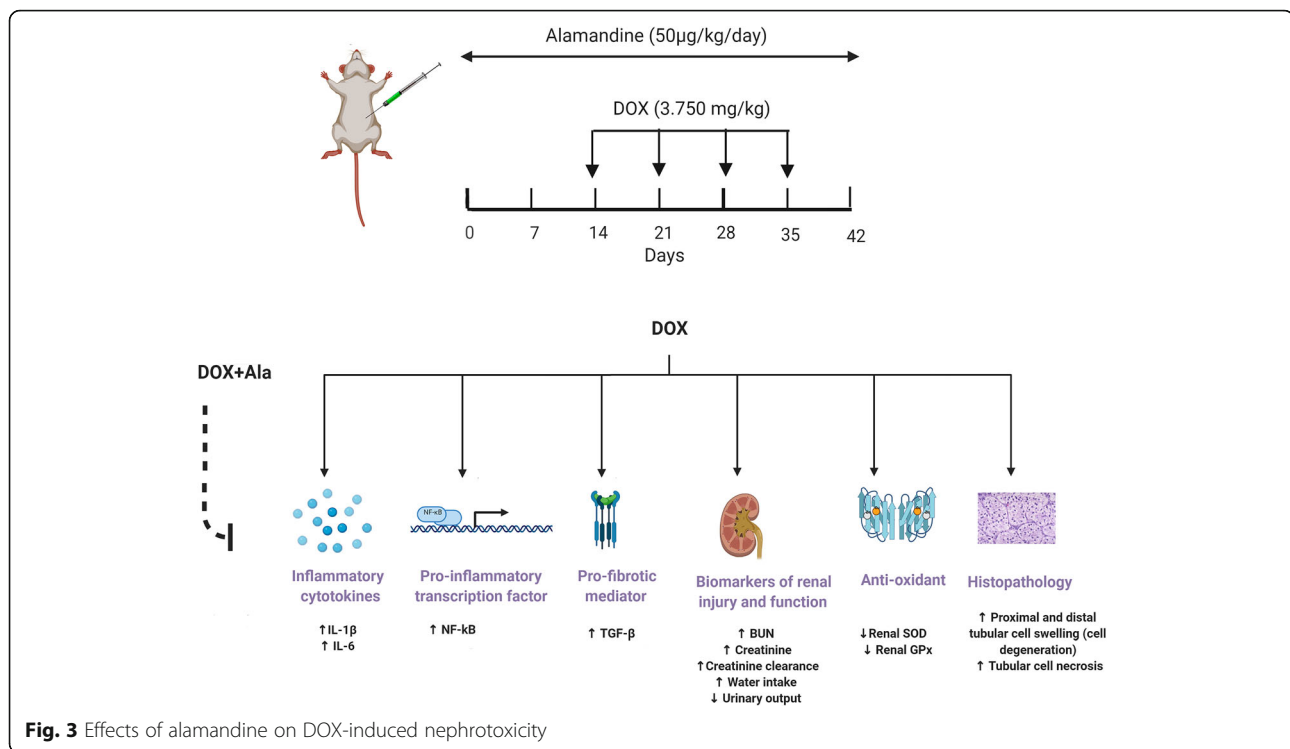 Alamandine (50µg/kg/day)
DOX (3.750 mg/kg)
0 7 14 21 28 35 42
Days
DOX
DOX+Ala
NF-kB
Inflammatory
cytotokines
↑IL-1β
↑ IL-6
Pro-inflammatory
transcription factor
↑ NF-kB
Pro-fibrotic
mediator
↑ TGF-β
Biomarkers of renal
injury and function
↑ BUN
↑ Creatinine
↑Creatinine clearance
↑ Water intake
↓ Urinary output
Anti-oxidant
↓Renal SOD
↓ Renal GPx
Histopathology
↑ Proximal and distal
tubular cell swelling (cell
degeneration)
↑ Tubular cell necrosis
Fig. 3 Effects of alamandine on DOX-induced nephrotoxicity